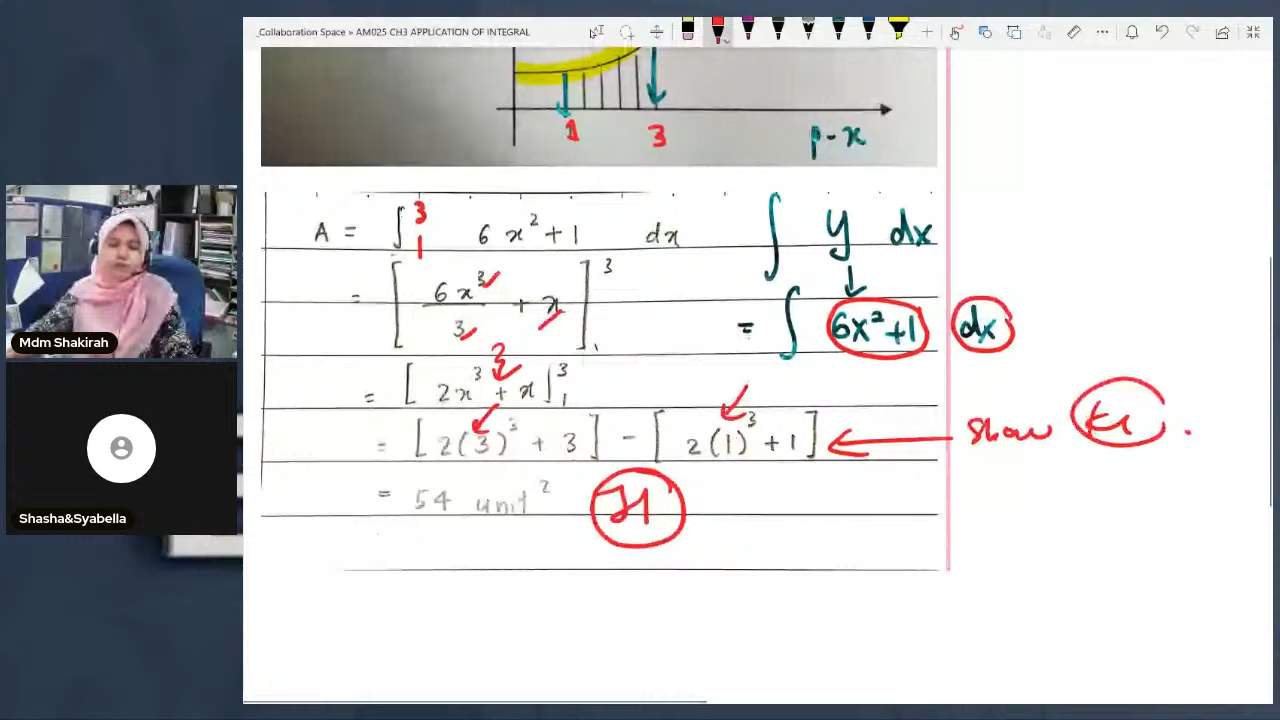 Collaboration Space » AM025 CH3 APPLICATION OF INTEGRAL
1 3 p-x
A = ∫₁³ 6x² + 1 dx
∫ y dx
= [6x³/3 + x]₁³
= ∫ 6x² + 1 dx
= [2x³ + x]₁³
= [2(3)³ + 3] - [2(1)³ + 1]
show K1.
= 54 unit²
J1
Mdm Shakirah
Shasha&Syabella